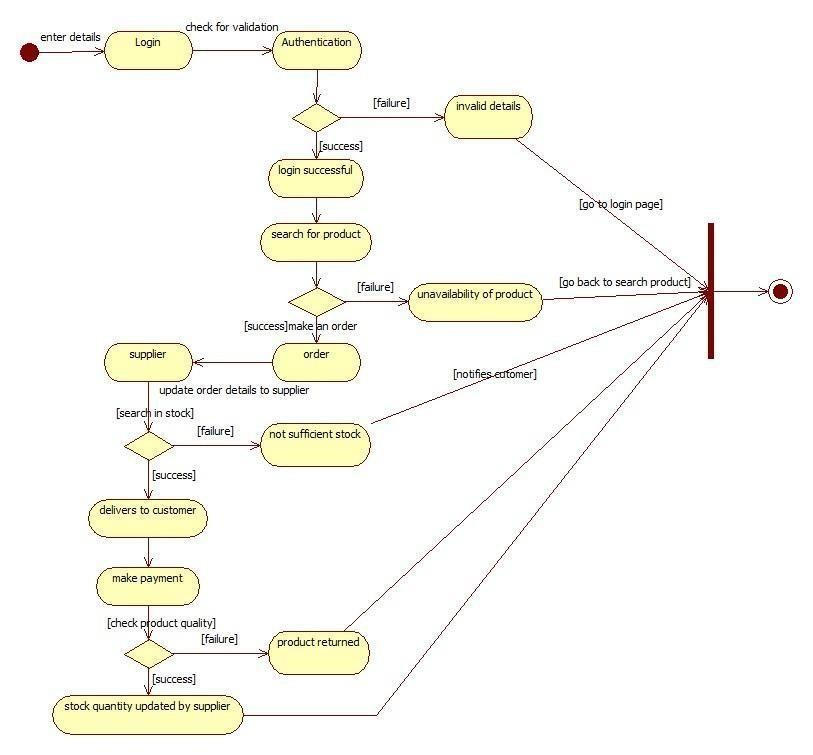 enter details
Login
check for validation
Authentication
[failure]
invalid details
[success]
login successful
[go to login page]
search for product
[failure]
unavailability of product
[go back to search product]
[success]make an order
order
supplier
update order details to supplier
[notifies cutomer]
[search in stock]
[failure]
not sufficient stock
[success]
delivers to customer
make payment
[check product quality]
[failure]
product returned
[success]
stock quantity updated by supplier